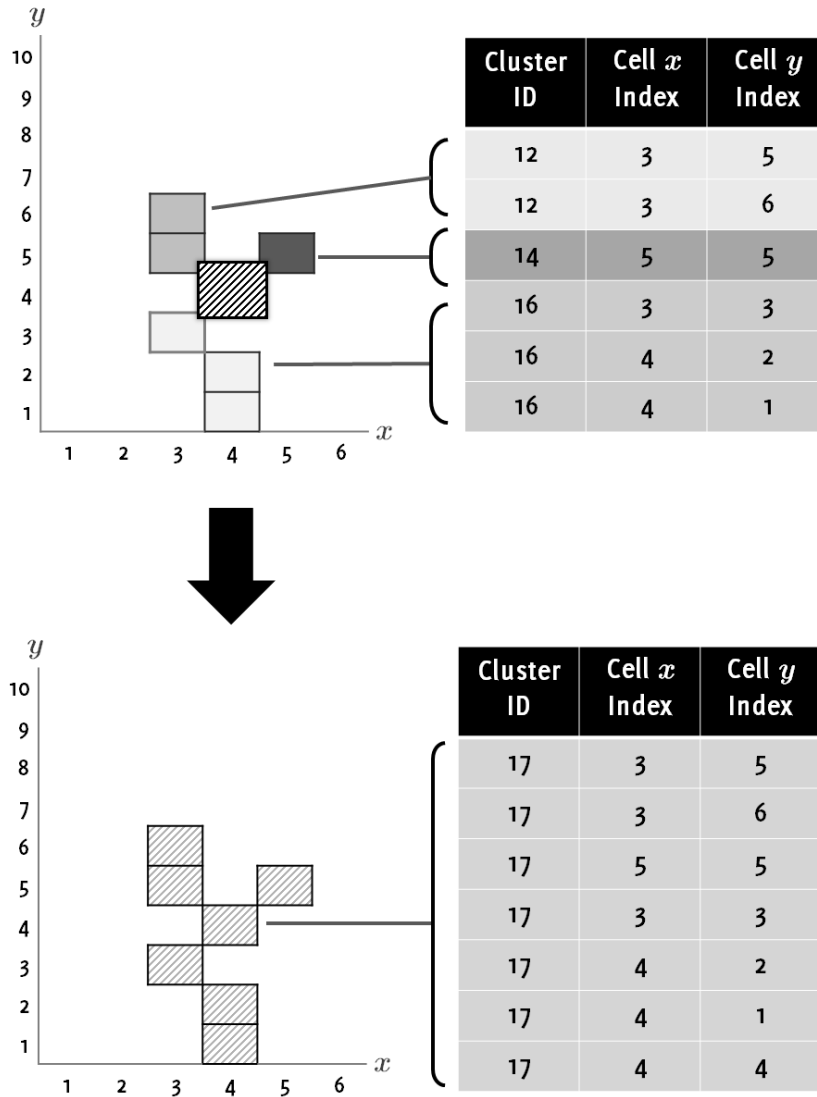 y
10
9
8
7
6
5
4
3
2
1
1 2 3 4 5 6 x
Cluster ID Cell x Index Cell y Index
12 3 5
12 3 6
14 5 5
16 3 3
16 4 2
16 4 1
y
10
9
8
7
6
5
4
3
2
1
1 2 3 4 5 6 x
Cluster ID Cell x Index Cell y Index
17 3 5
17 3 6
17 5 5
17 3 3
17 4 2
17 4 1
17 4 4